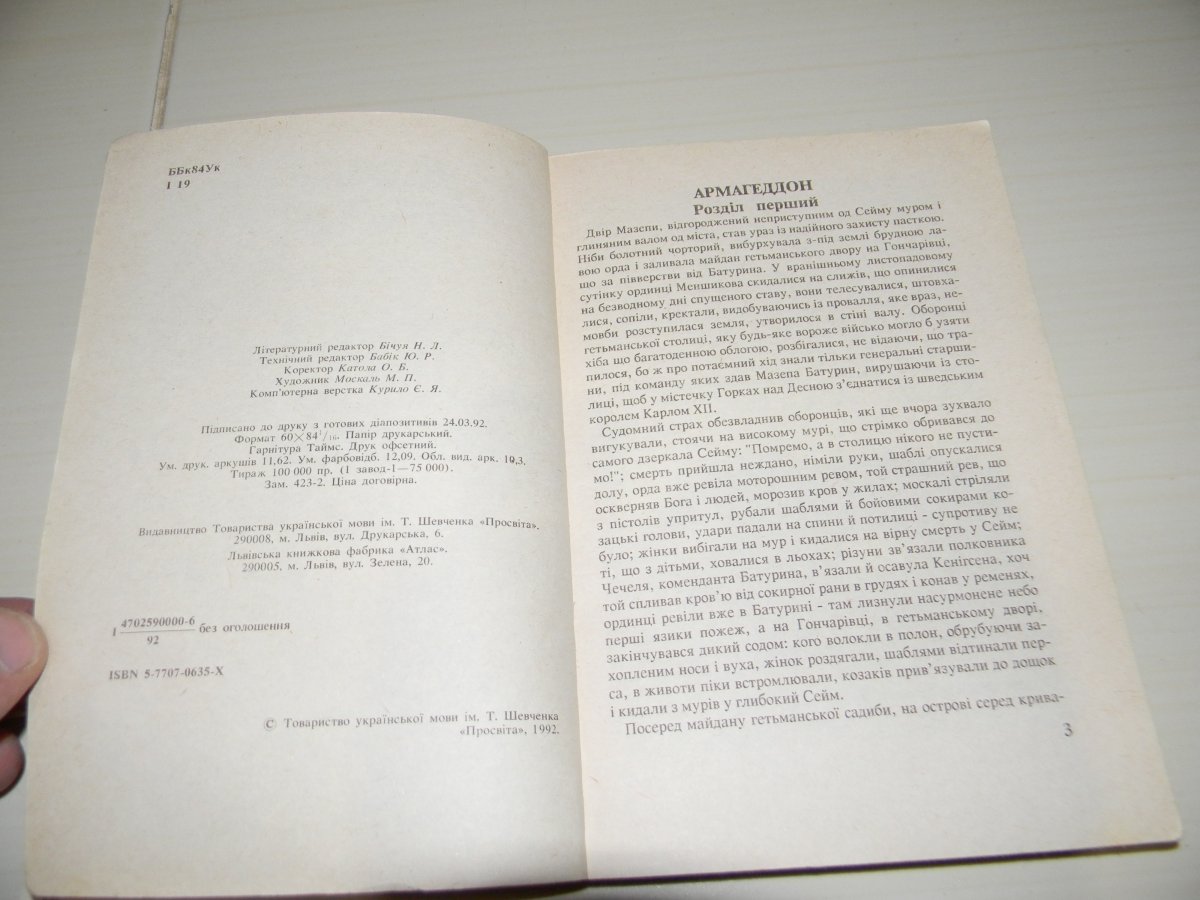 ББк84Ук
І 19
Літературний редактор Бічуя Н. Л.
Технічний редактор Бабік Ю. Р.
Коректор Катола О. Б.
Художник Москаль М. П.
Комп'ютерна верстка Курило Є. Я.
Підписано до друку з готових діапозитивів 24.03.92.
Формат 60×84¹/₁₆. Папір друкарський.
Гарнітура Таймс. Друк офсетний.
Ум. друк. аркушів 11,62. Ум. фарбовідб. 12,09. Обл. вид. арк. 10,3.
Тираж 100 000 пр. (1 завод-1—75 000).
Зам. 423-2. Ціна договірна.
Видавництво Товариства української мови ім. Т. Шевченка «Просвіта».
290008, м. Львів, вул. Друкарська, 6.
Львівська книжкова фабрика «Атлас».
290005, м. Львів, вул. Зелена, 20.
І 4702590000-6 без оголошення
92
ISBN 5-7707-0635-X
© Товариство української мови ім. Т. Шевченка
«Просвіта», 1992.
АРМАГЕДДОН
Розділ перший
Двір Мазепи, відгороджений неприступним од Сейму муром і
глиняним валом од міста, став ураз із надійного захисту пасткою.
Ніби болотний чорторий, вибурхувала з-під землі брудною ла-
вою орда і заливала майдан гетьманського двору на Гончарівці,
що за півверстви від Батурина. У вранішньому листопадовому
сутінку ординці Меншикова скидалися на слижів, що опинилися
на безводному дні спущеного ставу, вони телесувалися, штовха-
лися, сопіли, кректали, видобуваючись із провалля, яке враз, не-
мовби розступилася земля, утворилося в стіні валу. Оборонці
гетьманської столиці, яку будь-яке вороже військо могло б узяти
хіба що багатоденною облогою, розбігалися, не відаючи, що тра-
пилося, бо ж про потаємний хід знали тільки генеральні старши-
ни, під команду яких здав Мазепа Батурин, вирушаючи із сто-
лиці, щоб у містечку Горках над Десною з'єднатися із шведським
королем Карлом XII.
Судомний страх обезвладнив оборонців, які ще вчора зухвало
вигукували, стоячи на високому мурі, що стрімко обривався до
самого дзеркала Сейму: "Помремо, а в столицю нікого не пусти-
мо!"; смерть прийшла неждано, німіли руки, шаблі опускалися
долу, орда вже ревіла моторошним ревом, той страшний рев, що
оскверняв Бога і людей, морозив кров у жилах; москалі стріляли
з пістолів упритул, рубали шаблями й бойовими сокирами ко-
зацькі голови, удари падали на спини й потилиці - супротиву не
було; жінки вибігали на мур і кидалися на вірну смерть у Сейм;
ті, що з дітьми, ховалися в льохах; різуни зв'язали полковника
Чечеля, коменданта Батурина, в'язали й осавула Кенігсена, хоч
той спливав кров'ю від сокирної рани в грудях і конав у ременях,
ординці ревіли вже в Батурині - там лизнули насурмонене небо
перші язики пожеж, а на Гончарівці, в гетьманському дворі,
закінчувався дикий содом: кого волокли в полон, обрубуючи за-
хопленим носи і вуха, жінок роздягали, шаблями відтинали пер-
са, в животи піки встромлювали, козаків прив'язували до дощок
і кидали з мурів у глибокий Сейм.
Посеред майдану гетьманської садиби, на острові серед крива-
3